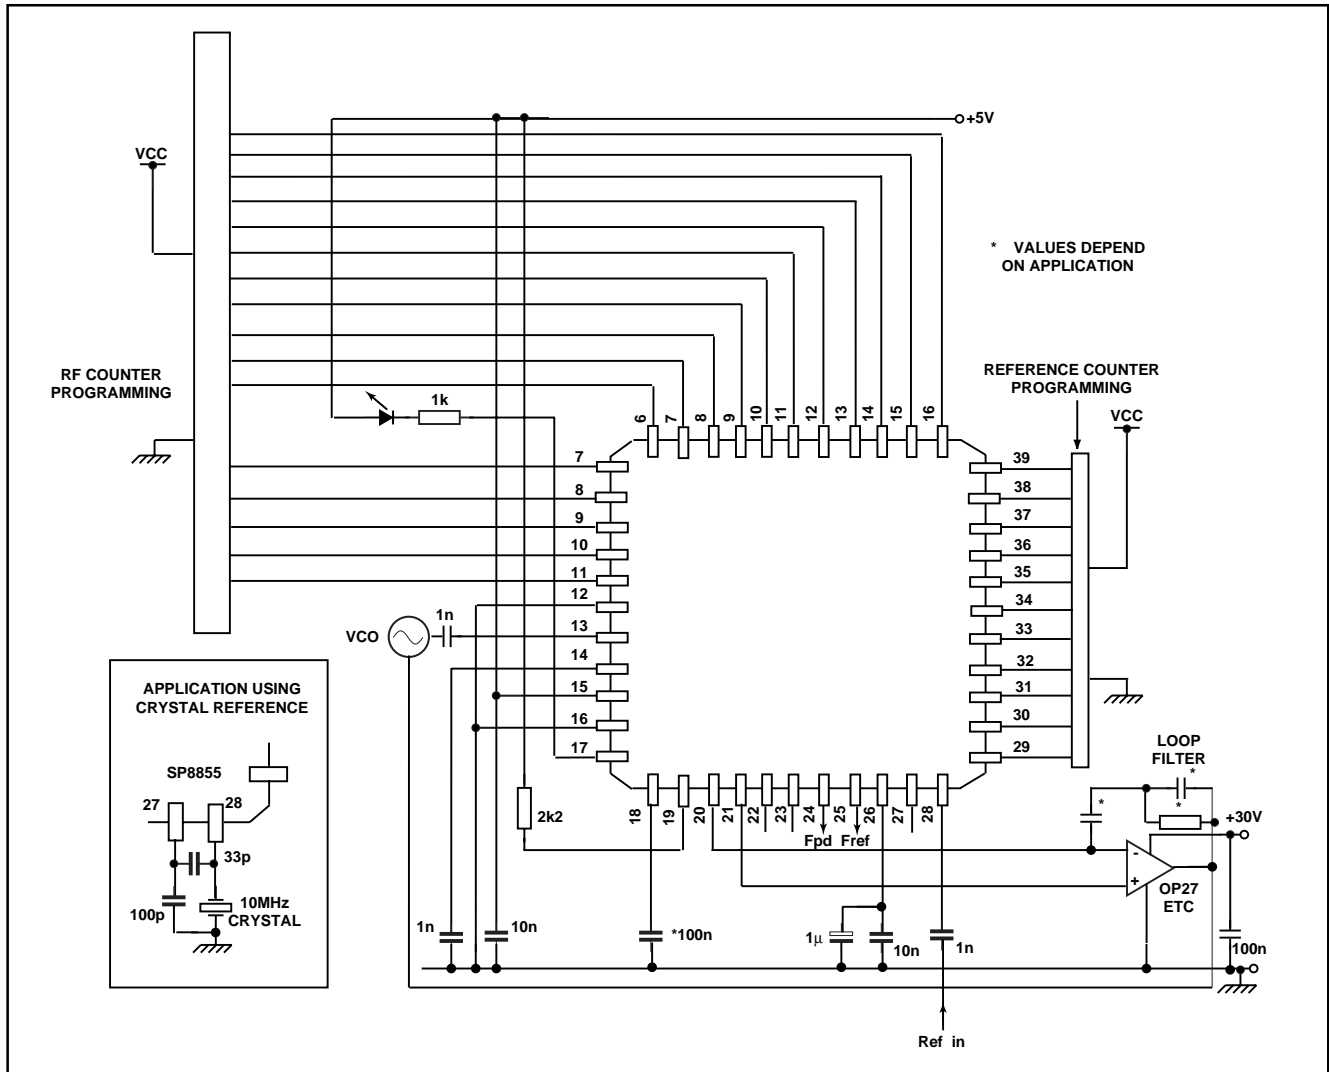 +5V
VCC
* VALUES DEPEND
ON APPLICATION
RF COUNTER
PROGRAMMING
REFERENCE COUNTER
PROGRAMMING
VCC
1k
6 7 8 9 10 11 12 13 14 15 16
7
8
9
10
11
12
13
14
15
16
17
39
38
37
36
35
34
33
32
31
30
29
VCO
1n
APPLICATION USING
CRYSTAL REFERENCE
SP8855
27
28
33p
100p
10MHz
CRYSTAL
2k2
18 19 20 21 22 23 24 25 26 27 28
Fpd Fref
LOOP
FILTER
*
*
*
+30V
-
+
OP27
ETC
1n
10n
*100n
1µ
10n
1n
100n
Ref in